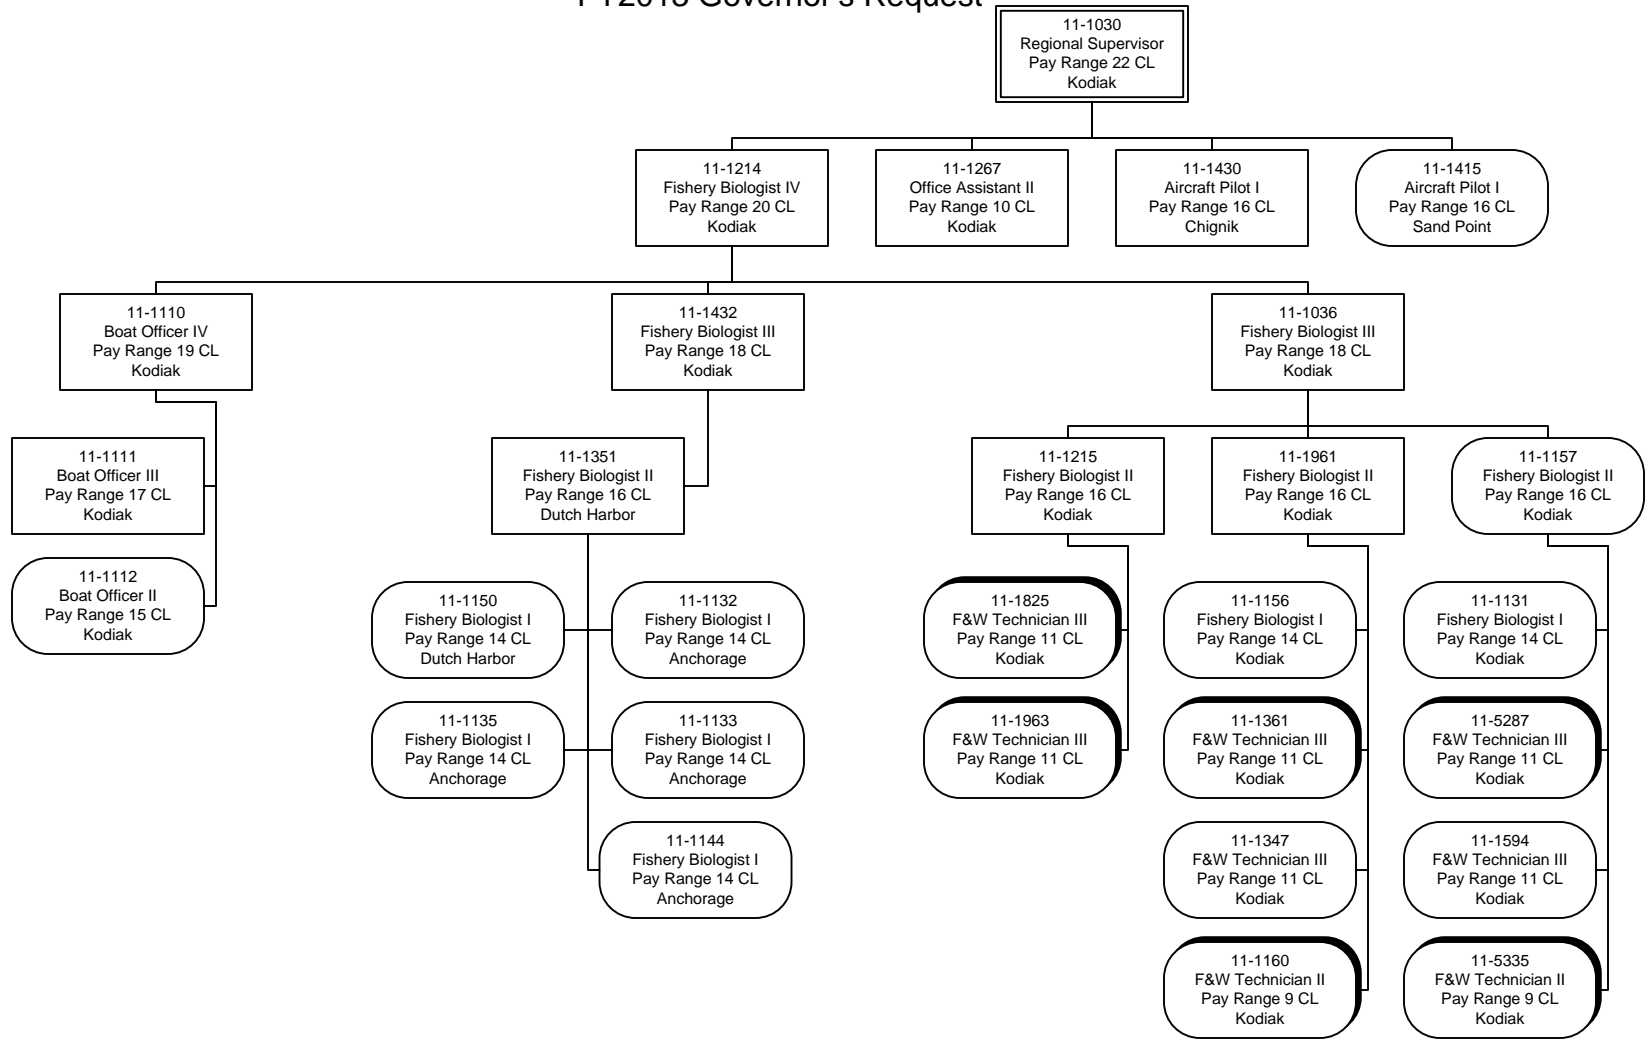 FY2018 Governor's Request
11-1030
Regional Supervisor
Pay Range 22 CL
Kodiak
11-1214
Fishery Biologist IV
Pay Range 20 CL
Kodiak
11-1267
Office Assistant II
Pay Range 10 CL
Kodiak
11-1430
Aircraft Pilot I
Pay Range 16 CL
Chignik
11-1415
Aircraft Pilot I
Pay Range 16 CL
Sand Point
11-1110
Boat Officer IV
Pay Range 19 CL
Kodiak
11-1432
Fishery Biologist III
Pay Range 18 CL
Kodiak
11-1036
Fishery Biologist III
Pay Range 18 CL
Kodiak
11-1111
Boat Officer III
Pay Range 17 CL
Kodiak
11-1351
Fishery Biologist II
Pay Range 16 CL
Dutch Harbor
11-1215
Fishery Biologist II
Pay Range 16 CL
Kodiak
11-1961
Fishery Biologist II
Pay Range 16 CL
Kodiak
11-1157
Fishery Biologist II
Pay Range 16 CL
Kodiak
11-1112
Boat Officer II
Pay Range 15 CL
Kodiak
11-1150
Fishery Biologist I
Pay Range 14 CL
Dutch Harbor
11-1132
Fishery Biologist I
Pay Range 14 CL
Anchorage
11-1825
F&W Technician III
Pay Range 11 CL
Kodiak
11-1156
Fishery Biologist I
Pay Range 14 CL
Kodiak
11-1131
Fishery Biologist I
Pay Range 14 CL
Kodiak
11-1135
Fishery Biologist I
Pay Range 14 CL
Anchorage
11-1133
Fishery Biologist I
Pay Range 14 CL
Anchorage
11-1963
F&W Technician III
Pay Range 11 CL
Kodiak
11-1361
F&W Technician III
Pay Range 11 CL
Kodiak
11-5287
F&W Technician III
Pay Range 11 CL
Kodiak
11-1144
Fishery Biologist I
Pay Range 14 CL
Anchorage
11-1347
F&W Technician III
Pay Range 11 CL
Kodiak
11-1594
F&W Technician III
Pay Range 11 CL
Kodiak
11-1160
F&W Technician II
Pay Range 9 CL
Kodiak
11-5335
F&W Technician II
Pay Range 9 CL
Kodiak